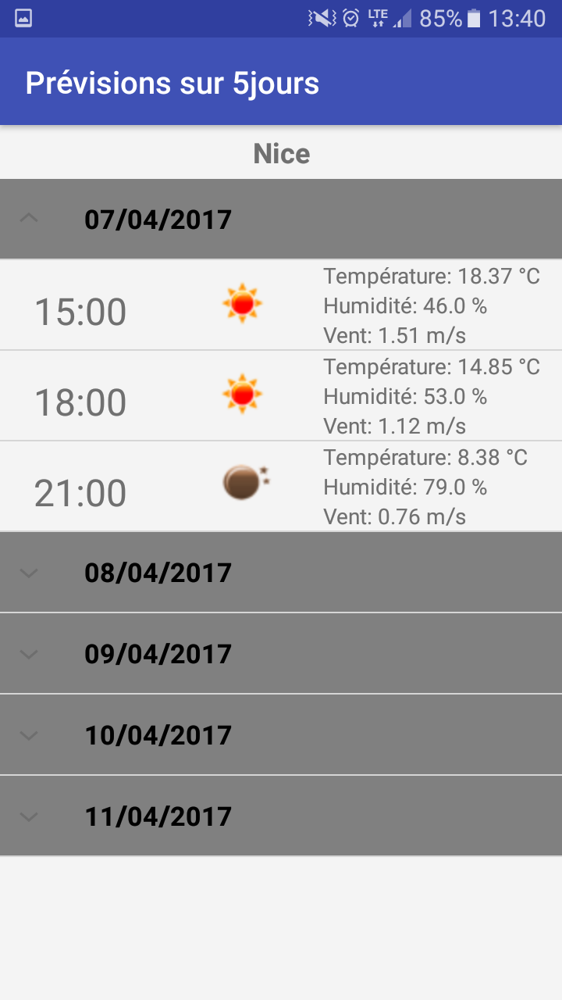 LTE 85% 13:40
Prévisions sur 5jours
Nice
07/04/2017
15:00
Température: 18.37 °C
Humidité: 46.0 %
Vent: 1.51 m/s
18:00
Température: 14.85 °C
Humidité: 53.0 %
Vent: 1.12 m/s
21:00
Température: 8.38 °C
Humidité: 79.0 %
Vent: 0.76 m/s
08/04/2017
09/04/2017
10/04/2017
11/04/2017